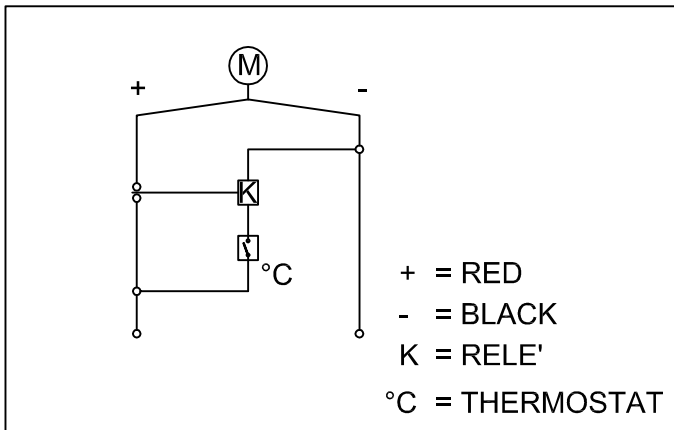 M
+ -
K
°C
+ = RED
- = BLACK
K = RELE'
°C = THERMOSTAT